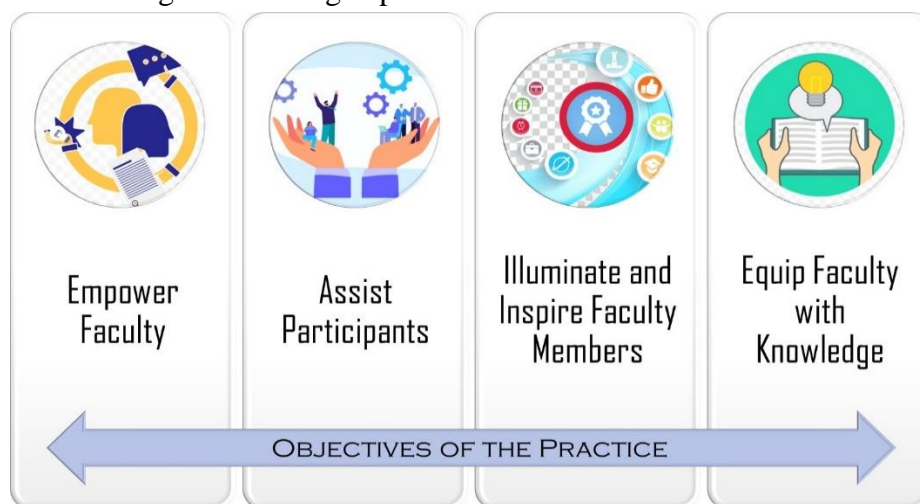 Empower
Faculty
Assist
Participants
Illuminate and
Inspire Faculty
Members
Equip Faculty
with
Knowledge
OBJECTIVES OF THE PRACTICE